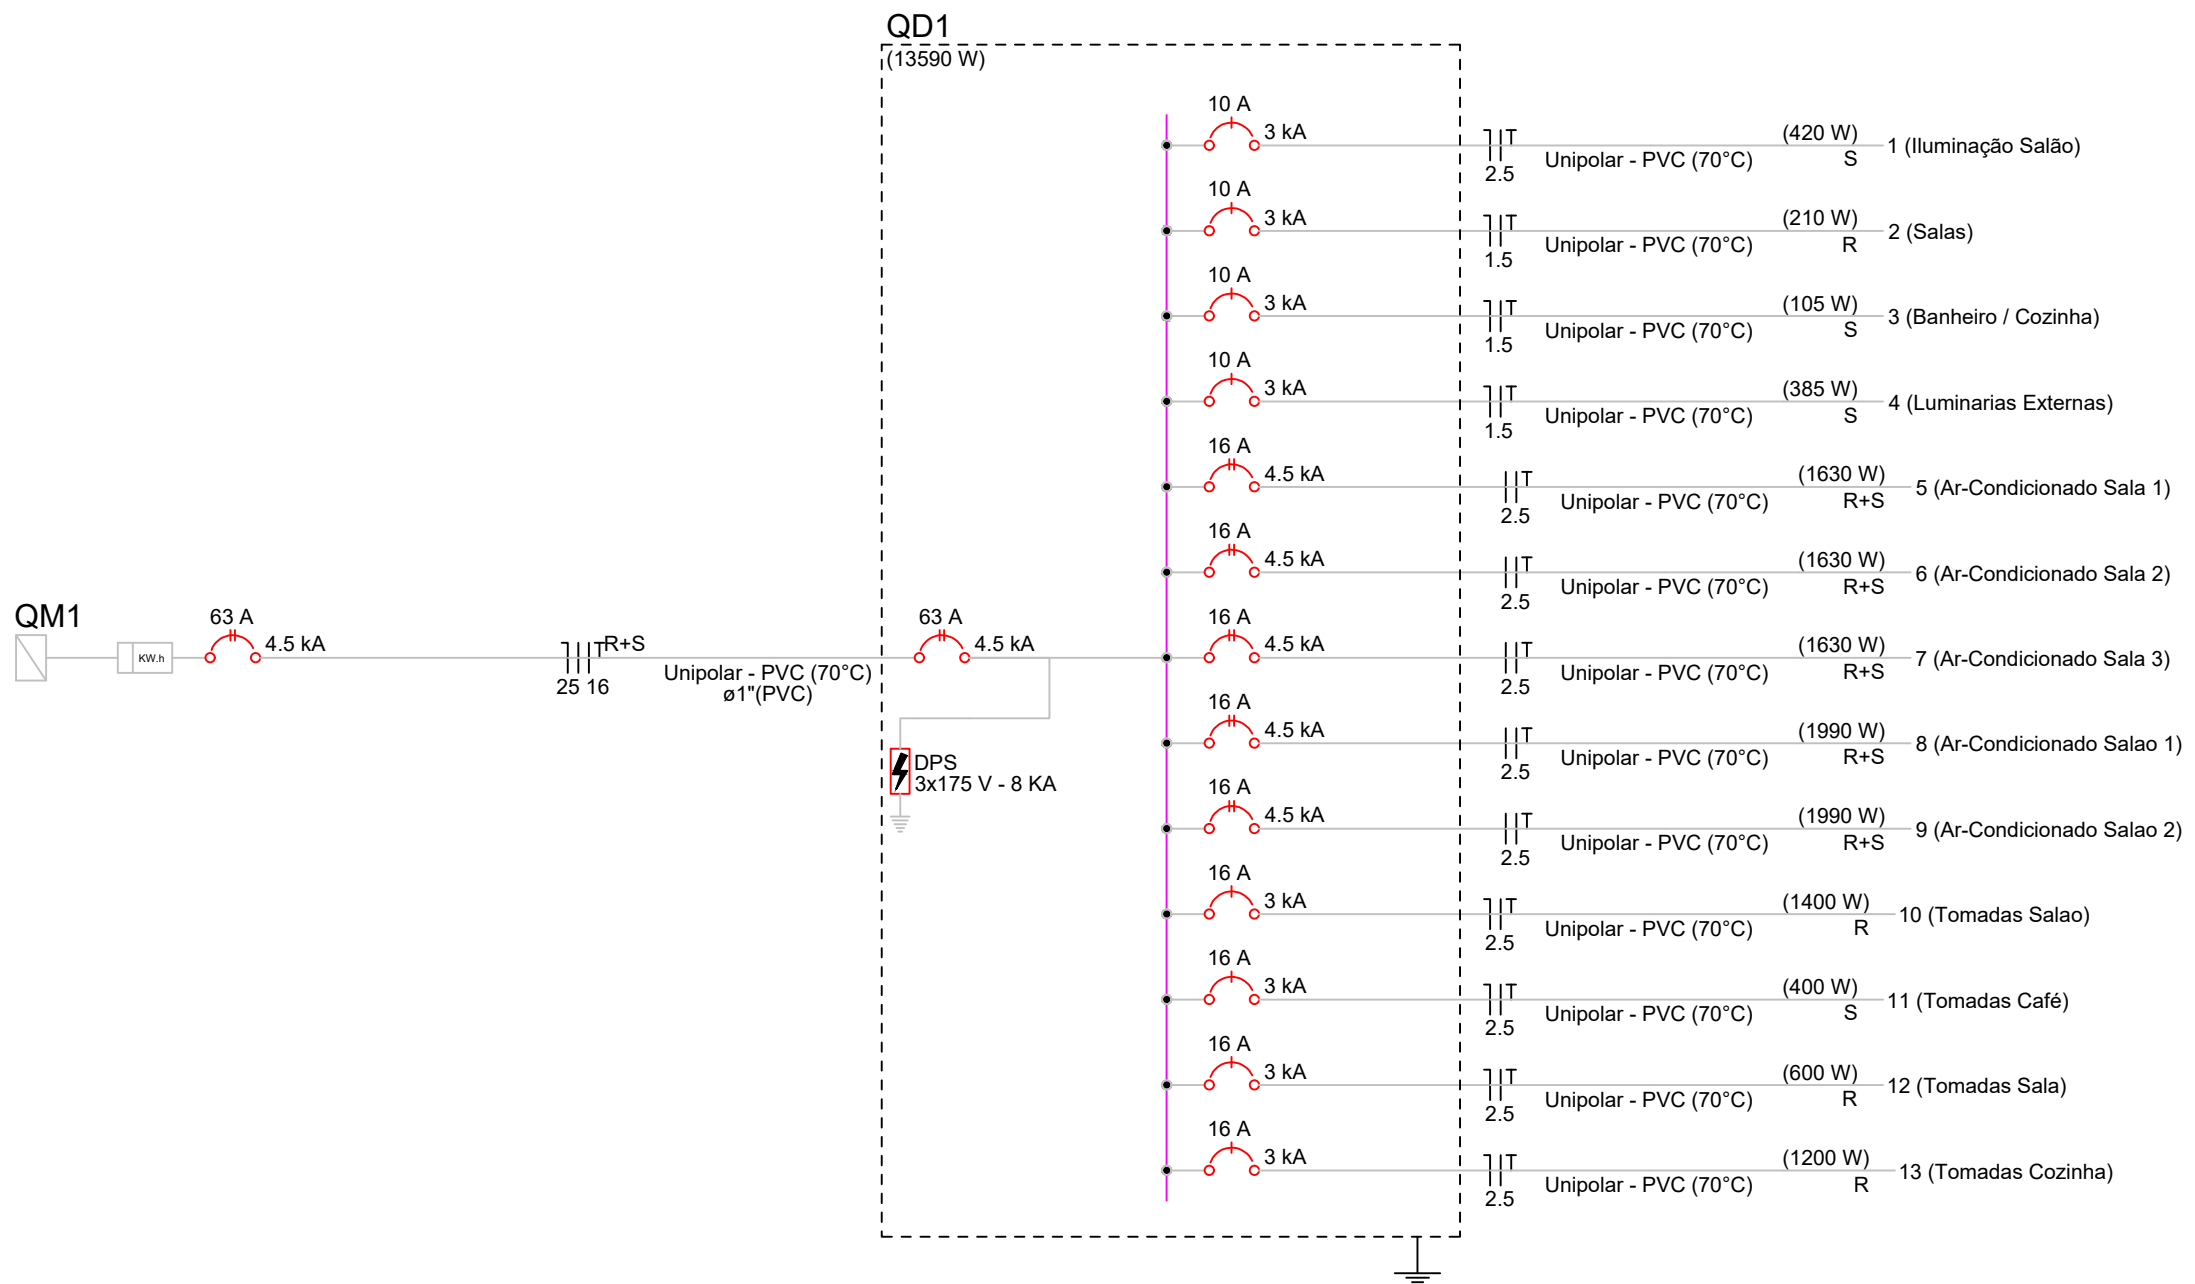 QD1
(13590 W)
10 A
3 kA
2.5
Unipolar - PVC (70°C)
(420 W)
S
1 (Iluminação Salão)
10 A
3 kA
1.5
Unipolar - PVC (70°C)
(210 W)
R
2 (Salas)
10 A
3 kA
1.5
Unipolar - PVC (70°C)
(105 W)
S
3 (Banheiro / Cozinha)
10 A
3 kA
1.5
Unipolar - PVC (70°C)
(385 W)
S
4 (Luminarias Externas)
16 A
4.5 kA
2.5
Unipolar - PVC (70°C)
(1630 W)
R+S
5 (Ar-Condicionado Sala 1)
16 A
4.5 kA
2.5
Unipolar - PVC (70°C)
(1630 W)
R+S
6 (Ar-Condicionado Sala 2)
QM1
KW.h
63 A
4.5 kA
R+S
25 16
Unipolar - PVC (70°C)
ø1"(PVC)
63 A
4.5 kA
DPS
3x175 V - 8 KA
16 A
4.5 kA
2.5
Unipolar - PVC (70°C)
(1630 W)
R+S
7 (Ar-Condicionado Sala 3)
16 A
4.5 kA
2.5
Unipolar - PVC (70°C)
(1990 W)
R+S
8 (Ar-Condicionado Salao 1)
16 A
4.5 kA
2.5
Unipolar - PVC (70°C)
(1990 W)
R+S
9 (Ar-Condicionado Salao 2)
16 A
3 kA
2.5
Unipolar - PVC (70°C)
(1400 W)
R
10 (Tomadas Salao)
16 A
3 kA
2.5
Unipolar - PVC (70°C)
(400 W)
S
11 (Tomadas Café)
16 A
3 kA
2.5
Unipolar - PVC (70°C)
(600 W)
R
12 (Tomadas Sala)
16 A
3 kA
2.5
Unipolar - PVC (70°C)
(1200 W)
R
13 (Tomadas Cozinha)